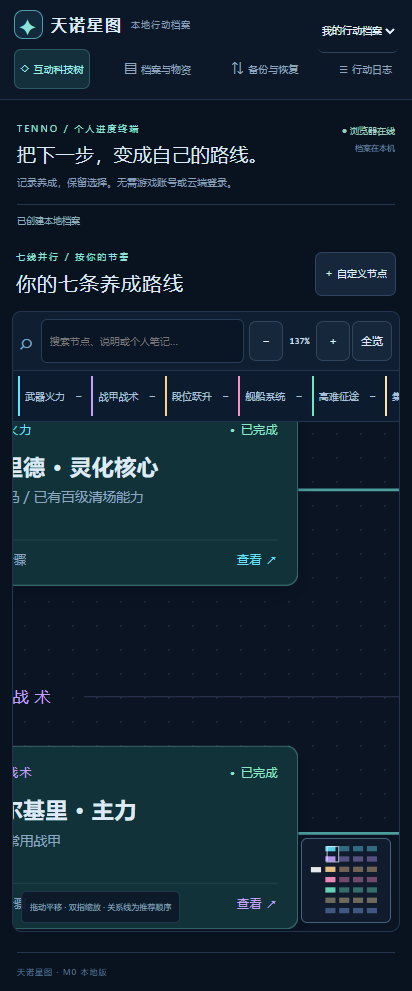 天诺星图 本地行动档案
我的行动档案
互动科技树 档案与物资 备份与恢复 行动日志
TENNO / 个人进度终端
浏览器在线
把下一步，变成自己的路线。
档案在本机
记录养成，保留选择。无需游戏账号或云端登录。
已创建本地档案
七线并行 / 按你的节奏
你的七条养成路线
+ 自定义节点
搜索节点、说明或个人笔记...
− 137% + 全览
武器火力 − 战甲战术 − 段位跃升 − 舰船系统 − 高难征途 −
火力 • 已完成
里德・灵化核心
/ 已有百级清场能力
骤 查看 ↗
战 术
战术 • 已完成
尔基里・主力
常用战甲
骤 查看 ↗
拖动平移 · 双指缩放 · 关系线为推荐顺序
天诺星图 · M0 本地版